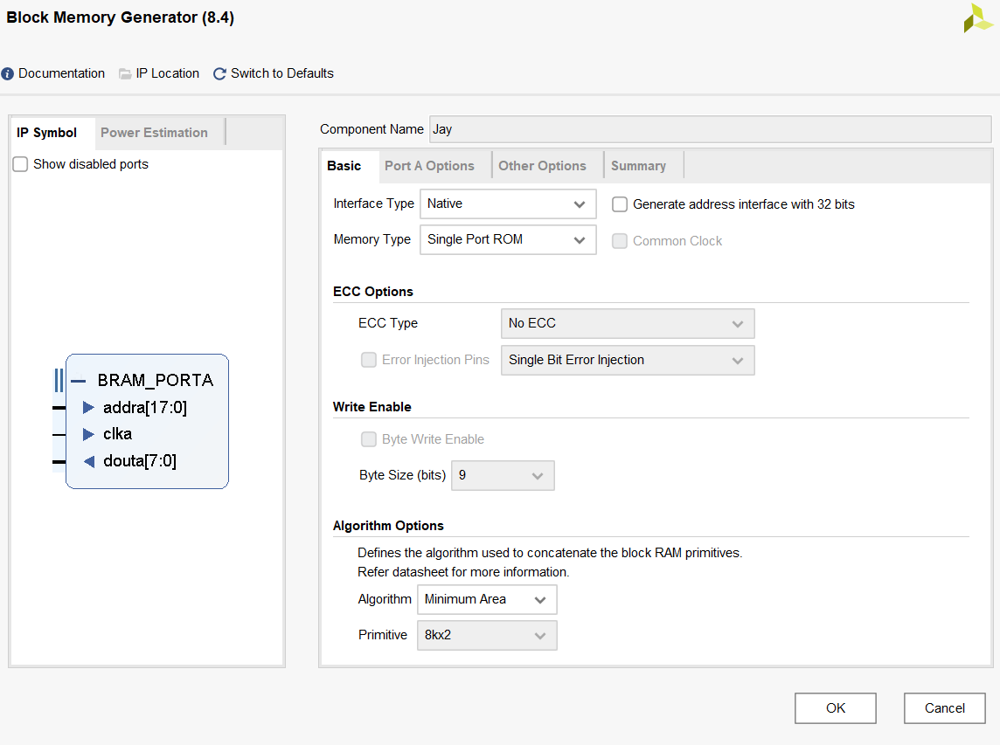 Block Memory Generator (8.4)
Documentation IP Location Switch to Defaults
IP Symbol Power Estimation
Show disabled ports
BRAM_PORTA
addra[17:0]
clka
douta[7:0]
Component Name Jay
Basic Port A Options Other Options Summary
Interface Type Native Generate address interface with 32 bits
Memory Type Single Port ROM Common Clock
ECC Options
ECC Type No ECC
Error Injection Pins Single Bit Error Injection
Write Enable
Byte Write Enable
Byte Size (bits) 9
Algorithm Options
Defines the algorithm used to concatenate the block RAM primitives.
Refer datasheet for more information.
Algorithm Minimum Area
Primitive 8kx2
OK Cancel